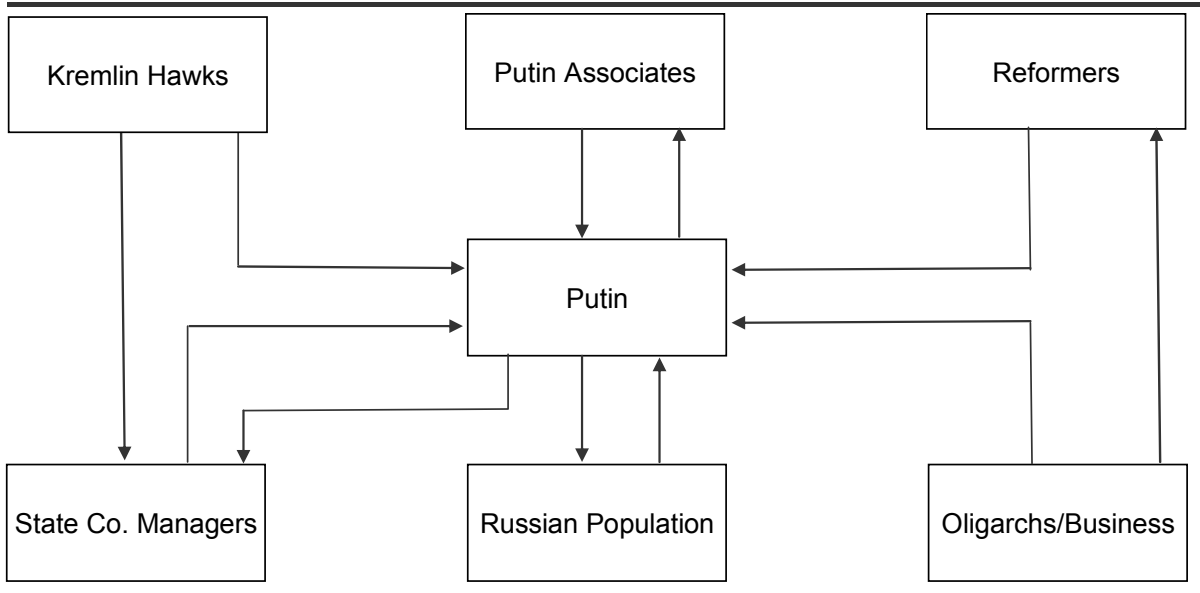 Kremlin Hawks
Putin Associates
Reformers
Putin
State Co. Managers
Russian Population
Oligarchs/Business